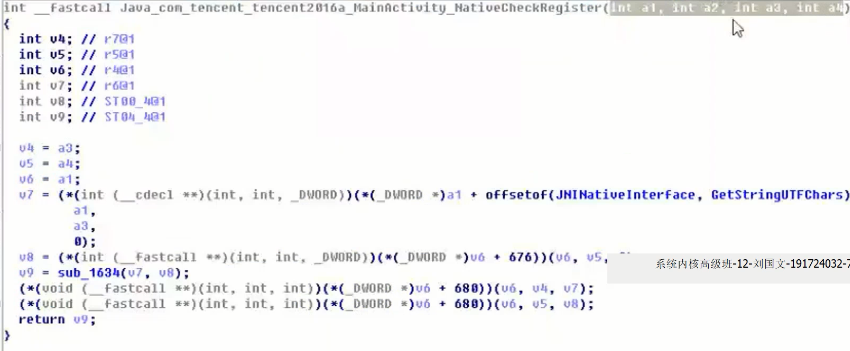 int __fastcall Java_com_tencent_tencent2016a_MainActivity_NativeCheckRegister(int a1, int a2, int a3, int a4)
{
int v4; // r7@1
int v5; // r5@1
int v6; // r4@1
int v7; // r6@1
int v8; // ST00_4@1
int v9; // ST04_4@1
v4 = a3;
v5 = a4;
v6 = a1;
v7 = (*(int (__cdecl **)(int, int, _DWORD))(*(_DWORD *)a1 + offsetof(JNINativeInterface, GetStringUTFChars)
a1,
a3,
0);
v8 = (*(int (__fastcall **)(int, int, _DWORD))(*(_DWORD *)v6 + 676))(v6, v5,
系统内核高级班-12-刘国文-191724032-7
v9 = sub_1634(v7, v8);
(*(void (__fastcall **)(int, int, int))(*(_DWORD *)v6 + 680))(v6, v4, v7);
(*(void (__fastcall **)(int, int, int))(*(_DWORD *)v6 + 680))(v6, v5, v8);
return v9;
}